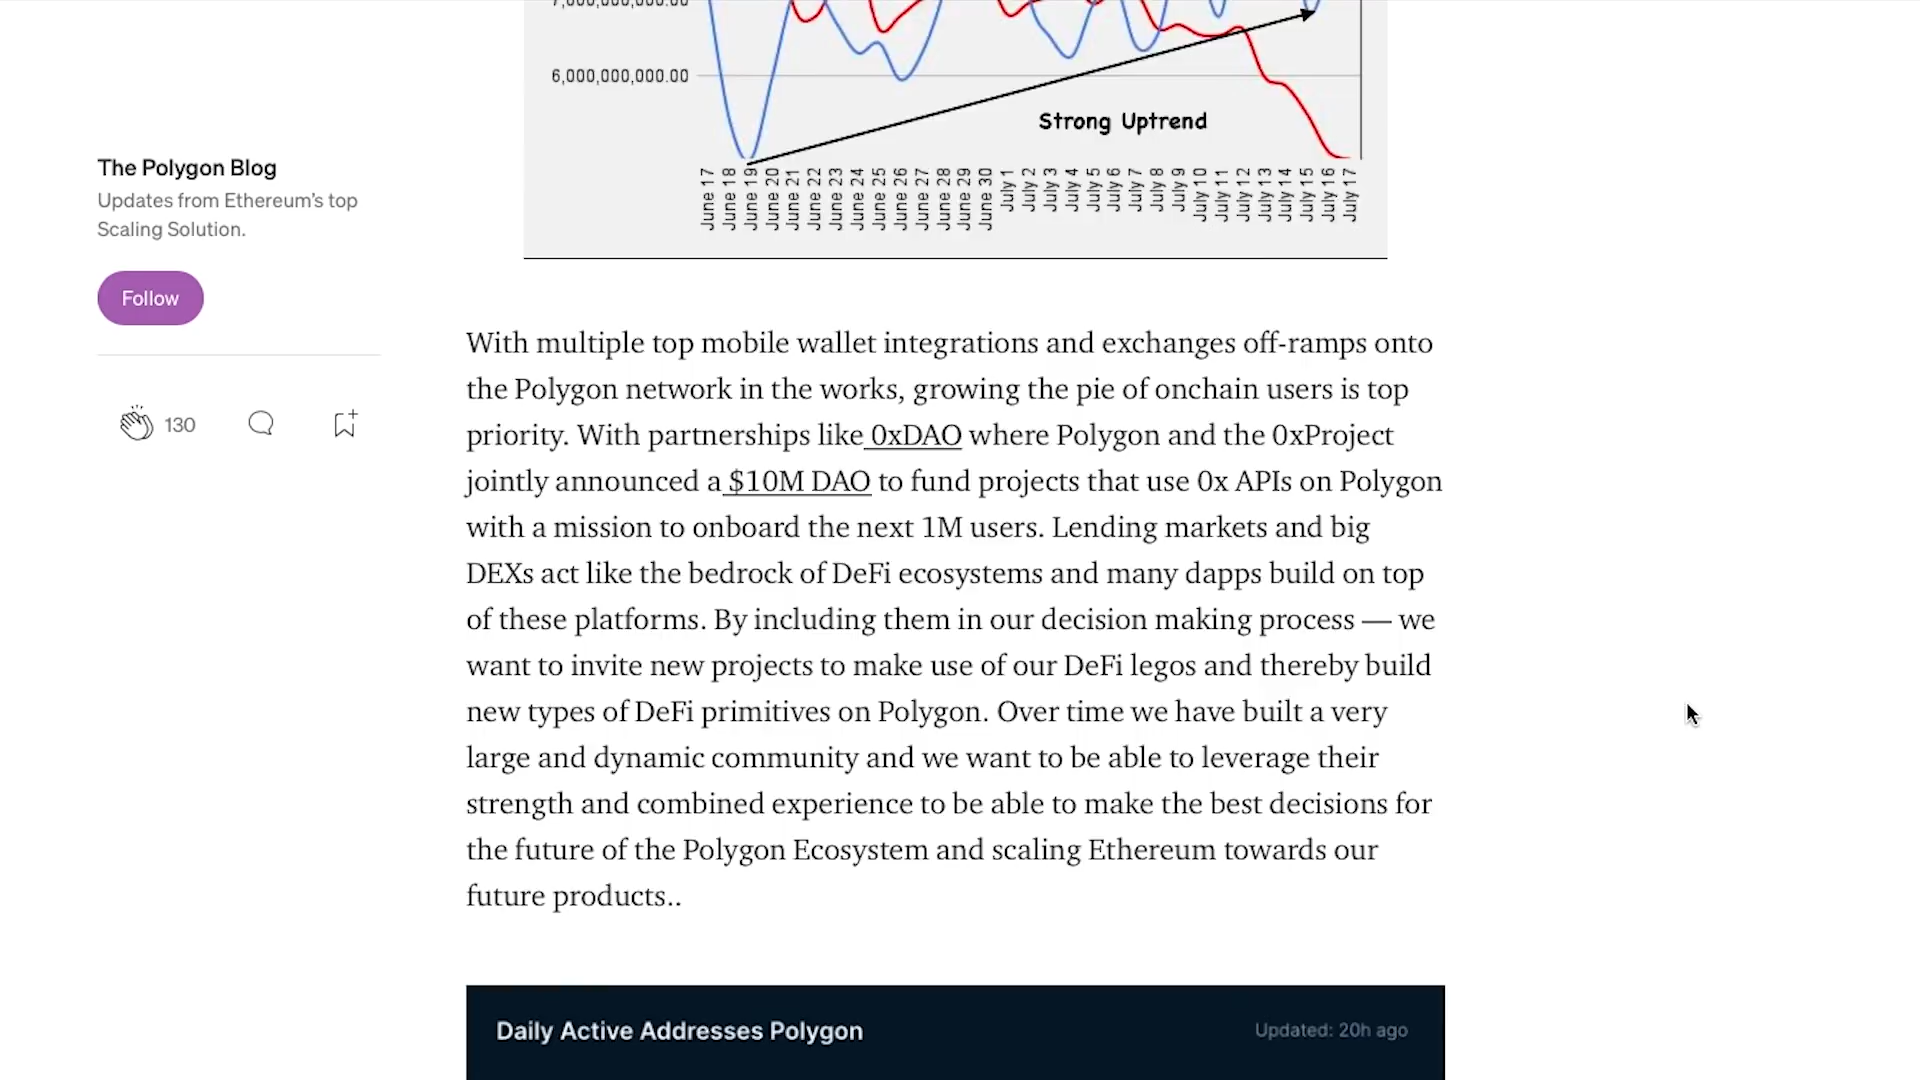 7,000,000,000.00
6,000,000,000.00
Strong Uptrend
June 17
June 18
June 19
June 20
June 21
June 22
June 23
June 24
June 25
June 26
June 27
June 28
June 29
June 30
July 1
July 2
July 3
July 4
July 5
July 6
July 7
July 8
July 9
July 10
July 11
July 12
July 13
July 14
July 15
July 16
July 17
The Polygon Blog
Updates from Ethereum's top
Scaling Solution.
Follow
130
With multiple top mobile wallet integrations and exchanges off-ramps onto
the Polygon network in the works, growing the pie of onchain users is top
priority. With partnerships like 0xDAO where Polygon and the 0xProject
jointly announced a $10M DAO to fund projects that use 0x APIs on Polygon
with a mission to onboard the next 1M users. Lending markets and big
DEXs act like the bedrock of DeFi ecosystems and many dapps build on top
of these platforms. By including them in our decision making process — we
want to invite new projects to make use of our DeFi legos and thereby build
new types of DeFi primitives on Polygon. Over time we have built a very
large and dynamic community and we want to be able to leverage their
strength and combined experience to be able to make the best decisions for
the future of the Polygon Ecosystem and scaling Ethereum towards our
future products..
Daily Active Addresses Polygon
Updated: 20h ago